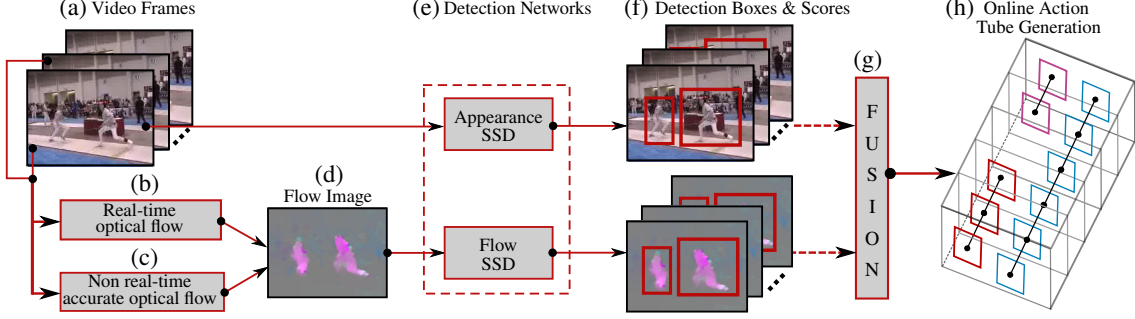 (a) Video Frames
(e) Detection Networks
(f) Detection Boxes & Scores
(h) Online Action
Tube Generation
(g)
Appearance
SSD
FUSION
(b)
Real-time
optical flow
(c)
Non real-time
accurate optical flow
(d)
Flow Image
Flow
SSD